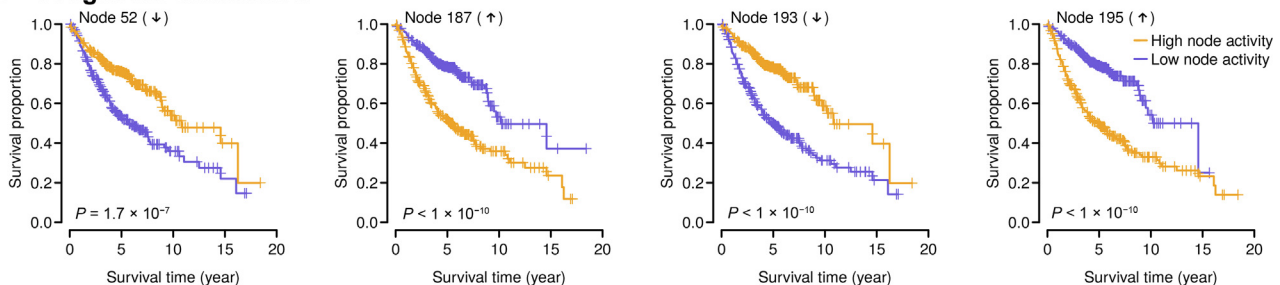 Node 52 (↓)
1.0
0.8
0.6
0.4
0.2
0.0
Survival proportion
P = 1.7 × 10⁻⁷
0 5 10 15 20
Survival time (year)
Node 187 (↑)
1.0
0.8
0.6
0.4
0.2
0.0
Survival proportion
P < 1 × 10⁻¹⁰
0 5 10 15 20
Survival time (year)
Node 193 (↓)
1.0
0.8
0.6
0.4
0.2
0.0
Survival proportion
P < 1 × 10⁻¹⁰
0 5 10 15 20
Survival time (year)
Node 195 (↑)
High node activity
Low node activity
1.0
0.8
0.6
0.4
0.2
0.0
Survival proportion
P < 1 × 10⁻¹⁰
0 5 10 15 20
Survival time (year)